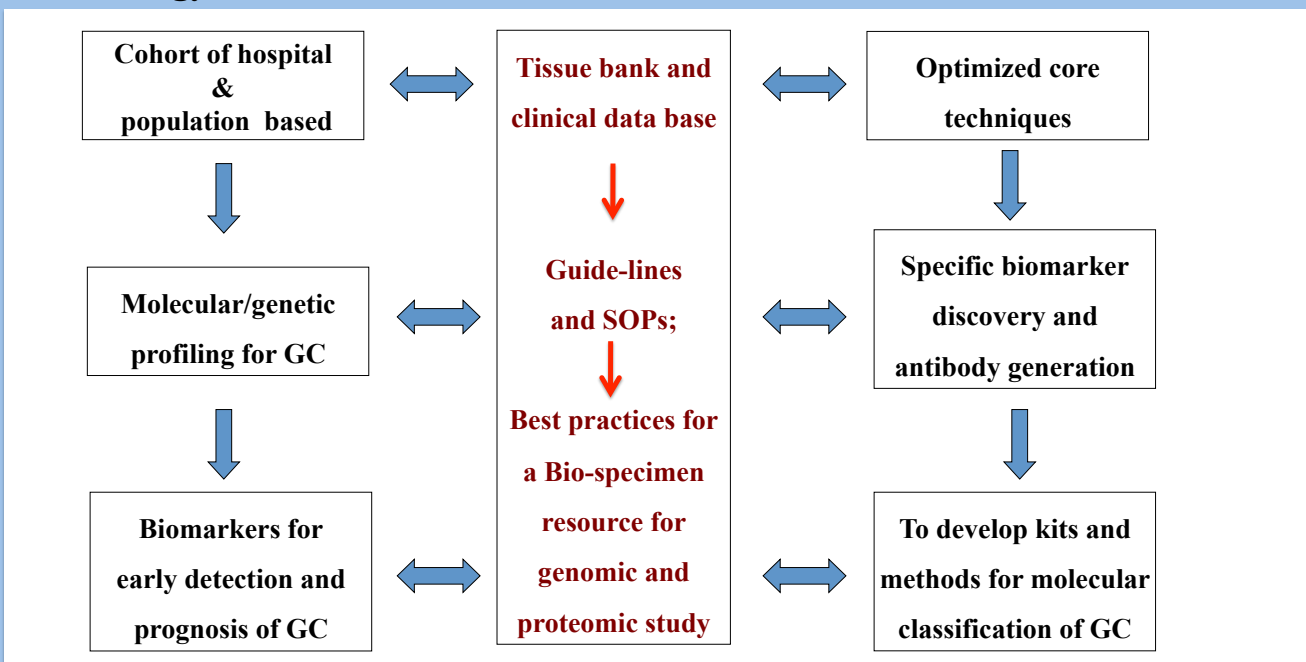 Cohort of hospital
&
population based
Tissue bank and
clinical data base
Optimized core
techniques
Molecular/genetic
profiling for GC
Guide-lines
and SOPs;
Specific biomarker
discovery and
antibody generation
Biomarkers for
early detection and
prognosis of GC
Best practices for
a Bio-specimen
resource for
genomic and
proteomic study
To develop kits and
methods for molecular
classification of GC